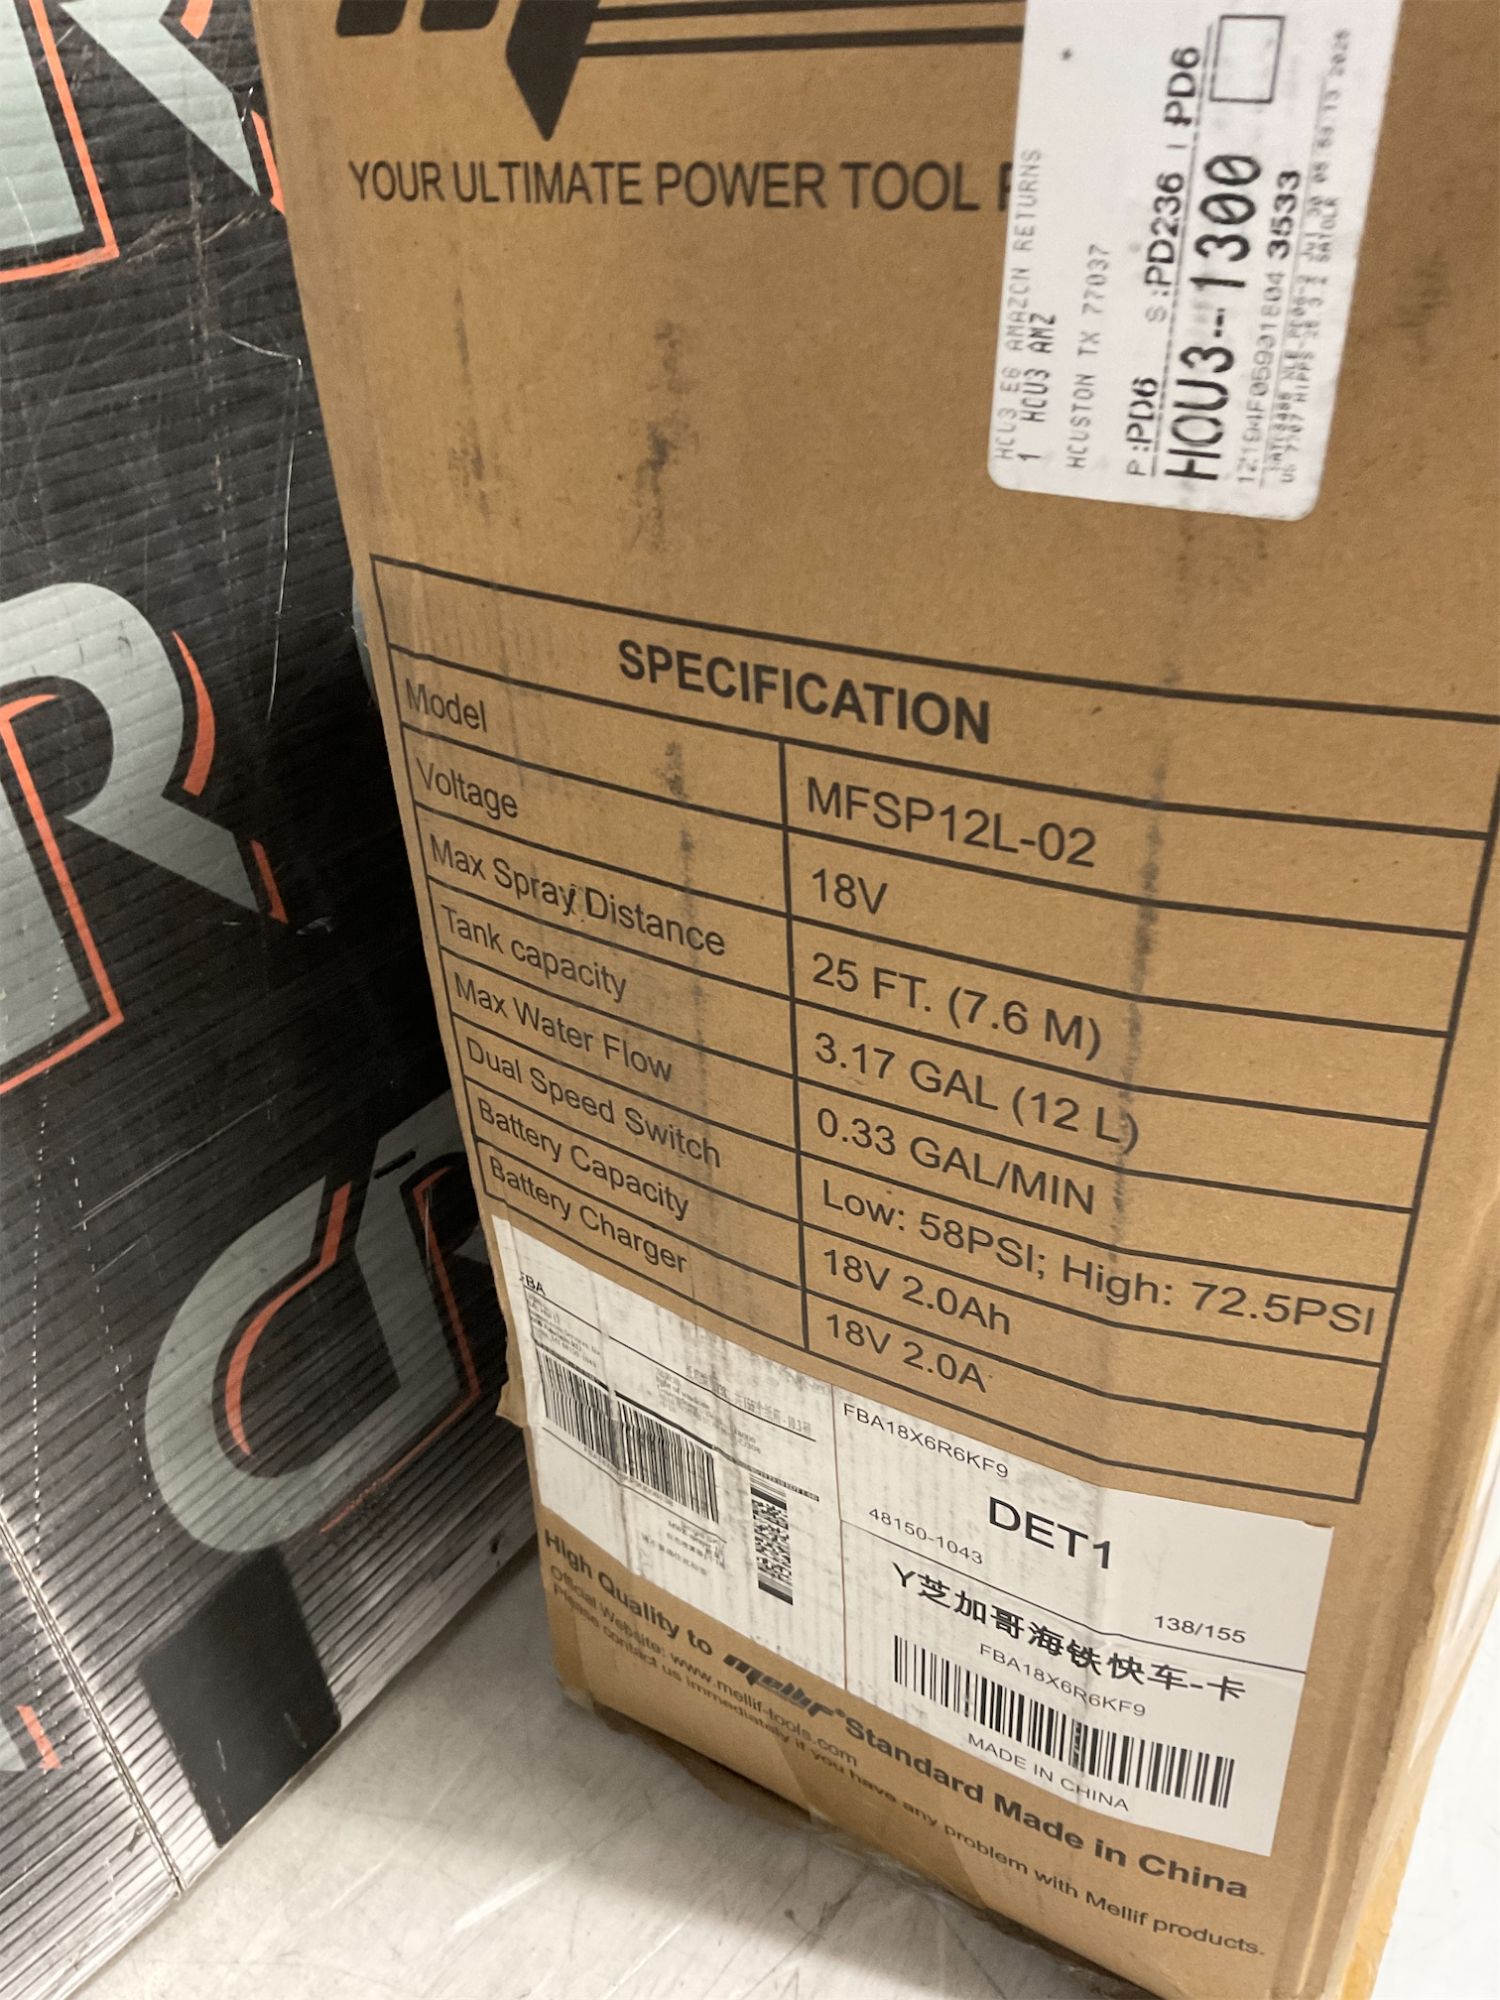 YOUR ULTIMATE POWER TOOL
AMAZON RETURNS
1 HOU3 AMZ
HOUSTON TX 77037
P:PD6 S:PD236 I PD6
HOU3--1300
3533
SPECIFICATION
Model MFSP12L-02
Voltage 18V
Max Spray Distance 25 FT. (7.6 M)
Tank capacity 3.17 GAL (12 L)
Max Water Flow 0.33 GAL/MIN
Dual Speed Switch Low: 58PSI; High: 72.5PSI
Battery Capacity 18V 2.0Ah
Battery Charger 18V 2.0A
FBA
FBA18X6R6KF9
DET1
48150-1043
138/155
丫芝加哥海铁快车-卡
FBA18X6R6KF9
MADE IN CHINA
High Quality to mellif® Standard Made in China
Official Website: www.mellif-tools.com
Please contact us immediately if you have any problem with Mellif products.